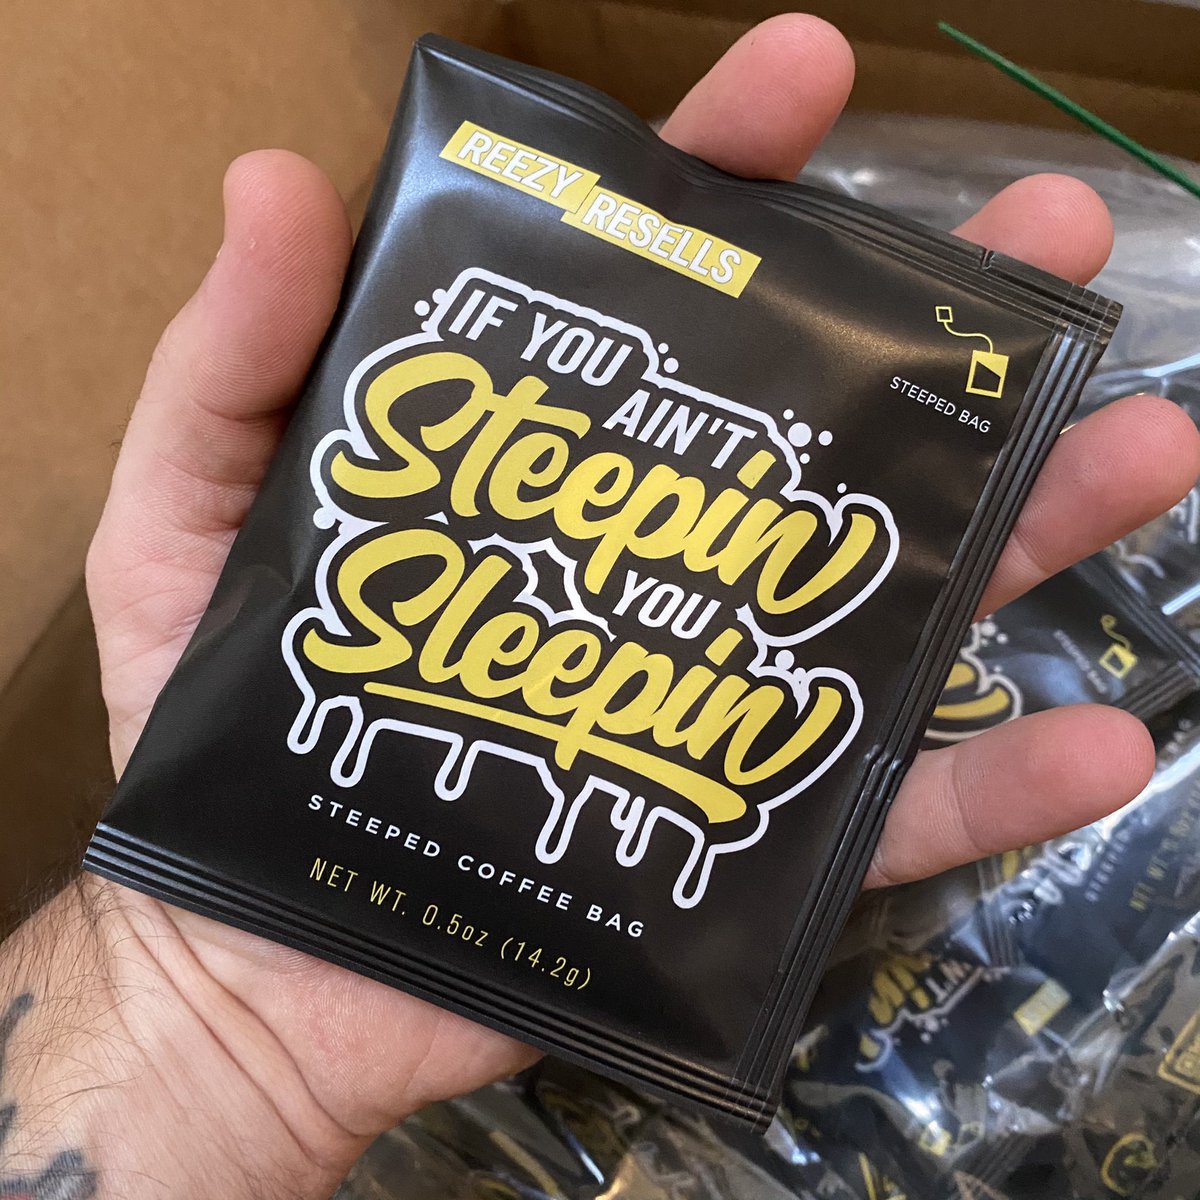 REEZY
RESELLS
STEEPED BAG
IF YOU
AIN'T
Steepin
YOU
Sleepin
STEEPED COFFEE BAG
NET WT. 0.5oz (14.2g)